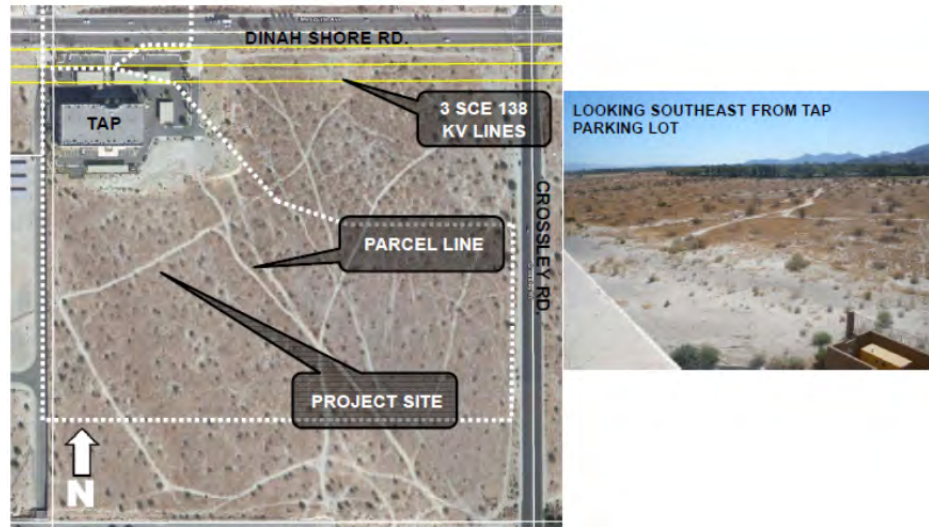 DINAH SHORE RD.
3 SCE 138
KV LINES
TAP
CROSSLEY RD.
PARCEL LINE
PROJECT SITE
N
LOOKING SOUTHEAST FROM TAP
PARKING LOT